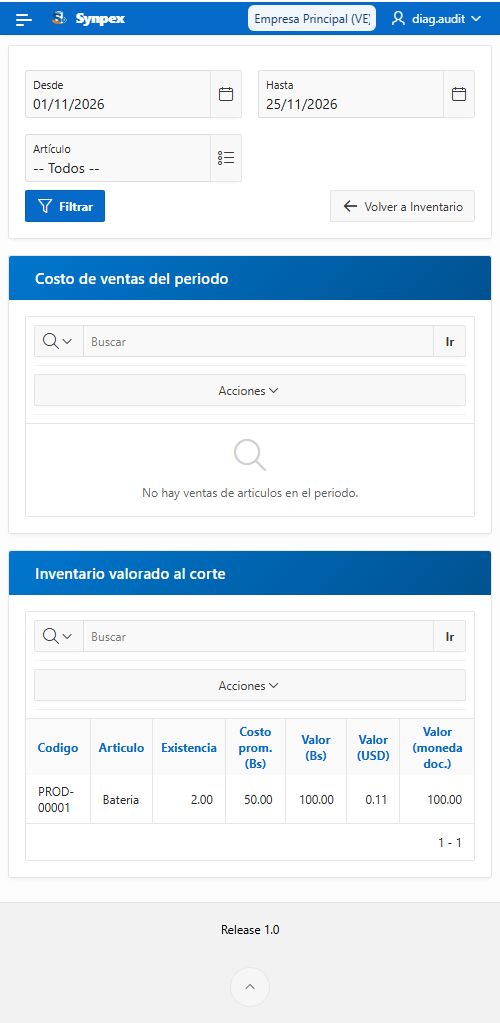 Synpex
Empresa Principal (VE)
diag.audit
Desde
01/11/2026
Hasta
25/11/2026
Artículo
-- Todos --
Filtrar
Volver a Inventario
Costo de ventas del periodo
Buscar
Ir
Acciones
No hay ventas de articulos en el periodo.
Inventario valorado al corte
Buscar
Ir
Acciones
Codigo Articulo Existencia Costo prom. (Bs) Valor (Bs) Valor (USD) Valor (moneda doc.)
PROD-00001 Bateria 2.00 50.00 100.00 0.11 100.00
1 - 1
Release 1.0